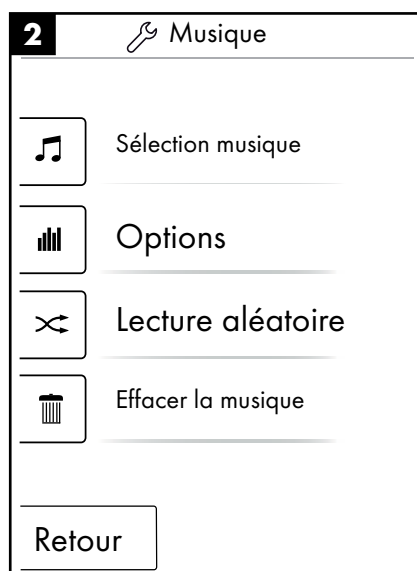 2
Musique
Sélection musique
Options
Lecture aléatoire
Effacer la musique
Retour